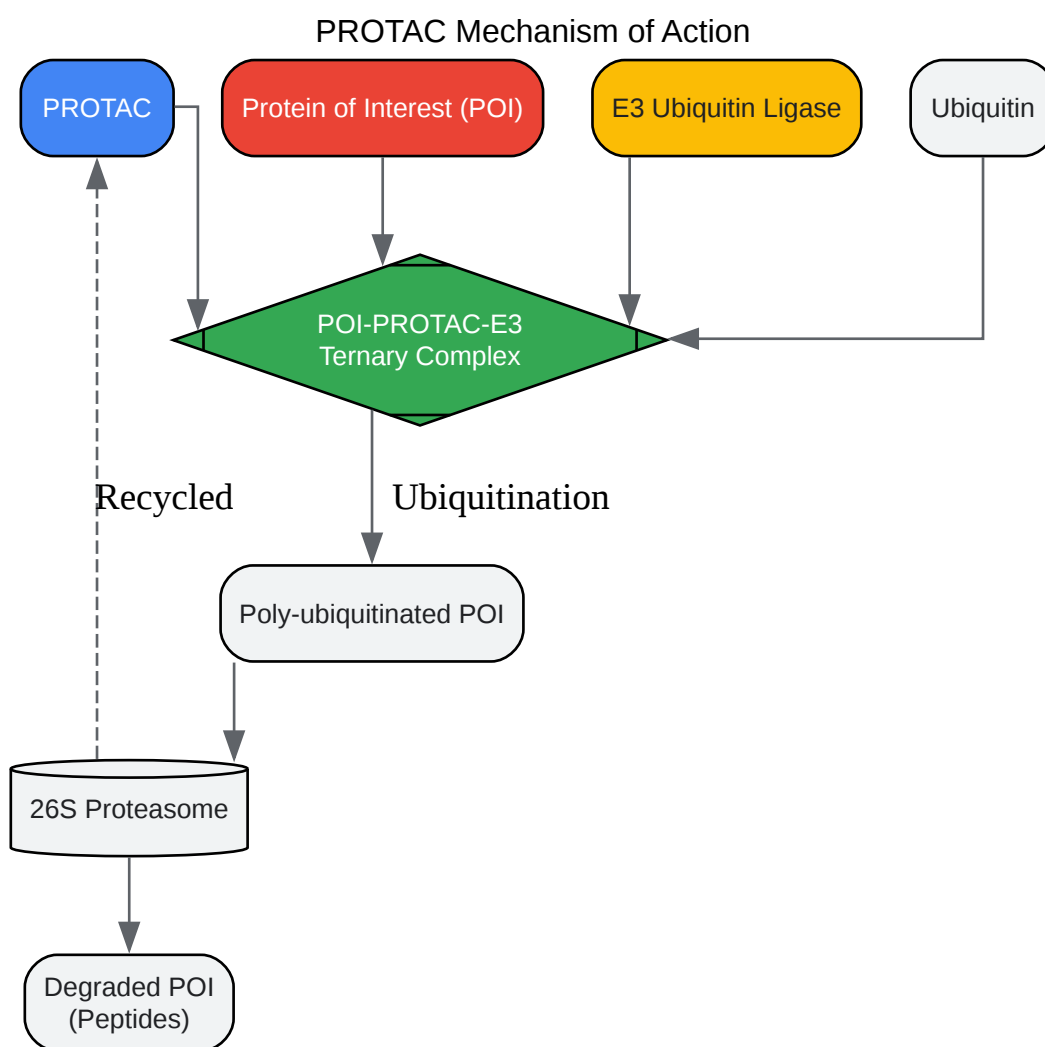 PROTAC Mechanism of Action
PROTAC
Protein of Interest (POI)
E3 Ubiquitin Ligase
Ubiquitin
POI-PROTAC-E3
Ternary Complex
Recycled
Ubiquitination
Poly-ubiquitinated POI
26S Proteasome
Degraded POI
(Peptides)